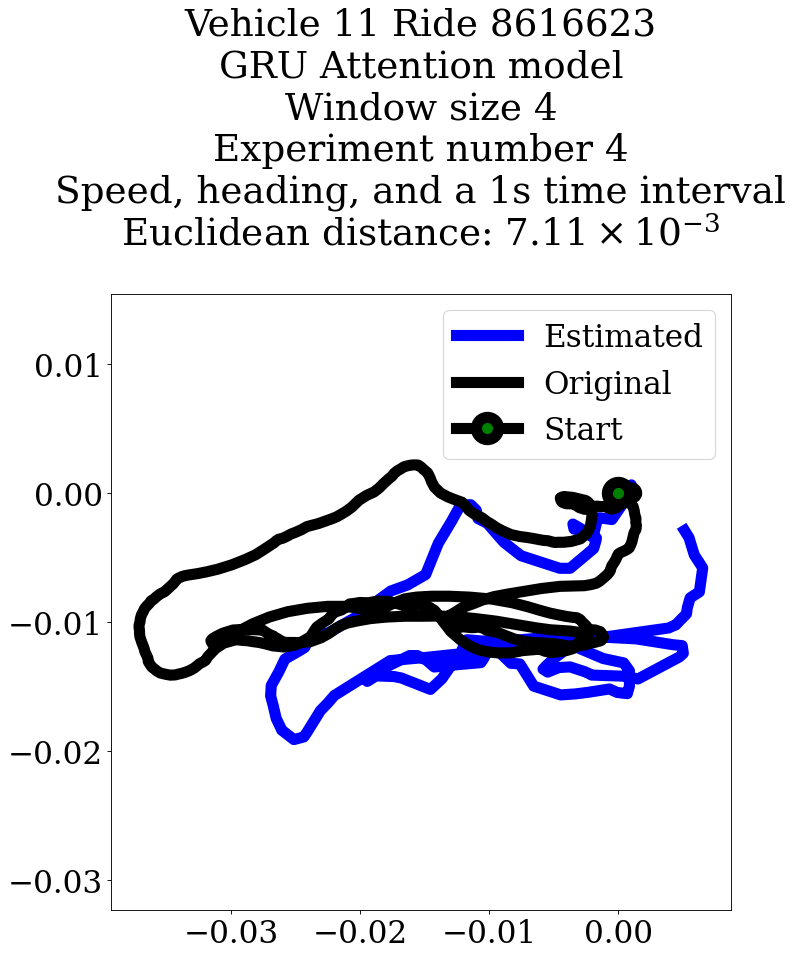 Vehicle 11 Ride 8616623
GRU Attention model
Window size 4
Experiment number 4
Speed, heading, and a 1s time interval
Euclidean distance: 7.11 × 10⁻³
Estimated
Original
Start
0.01
0.00
−0.01
−0.02
−0.03
−0.03 −0.02 −0.01 0.00